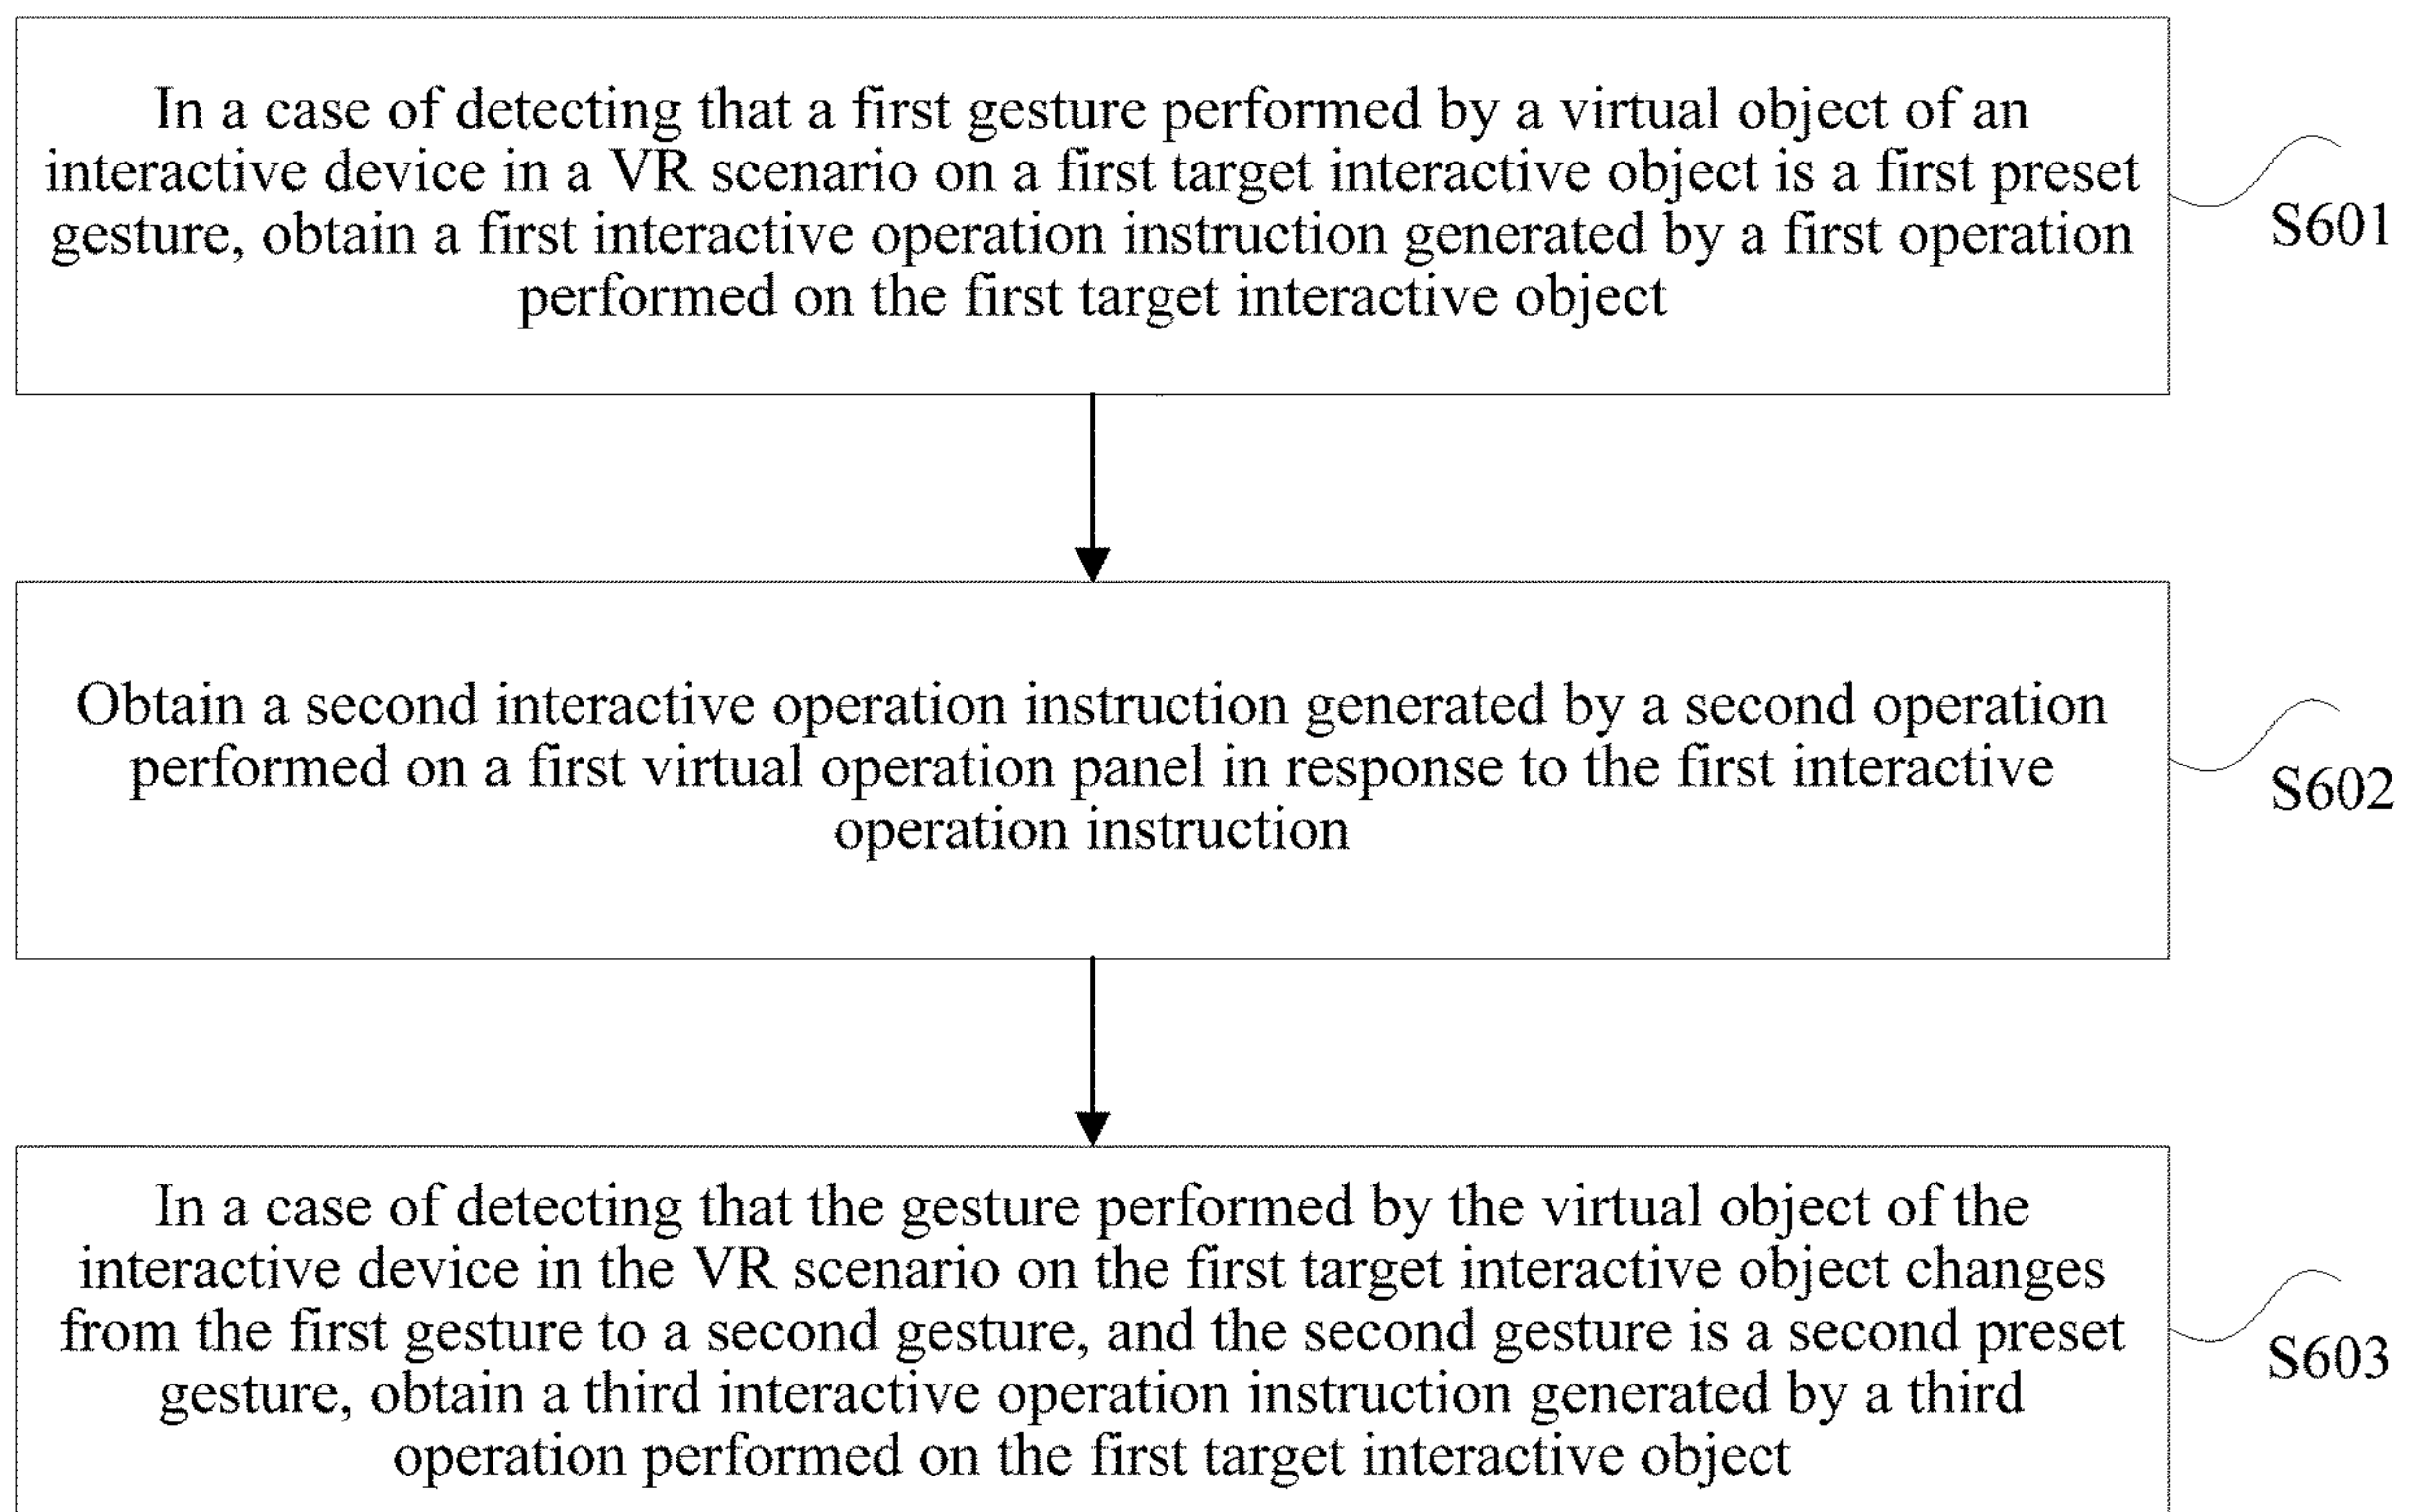 In a case of detecting that a first gesture performed by a virtual object of an
interactive device in a VR scenario on a first target interactive object is a first preset
gesture, obtain a first interactive operation instruction generated by a first operation
performed on the first target interactive object
S601
Obtain a second interactive operation instruction generated by a second operation
performed on a first virtual operation panel in response to the first interactive
operation instruction
S602
In a case of detecting that the gesture performed by the virtual object of the
interactive device in the VR scenario on the first target interactive object changes
from the first gesture to a second gesture, and the second gesture is a second preset
gesture, obtain a third interactive operation instruction generated by a third
operation performed on the first target interactive object
S603